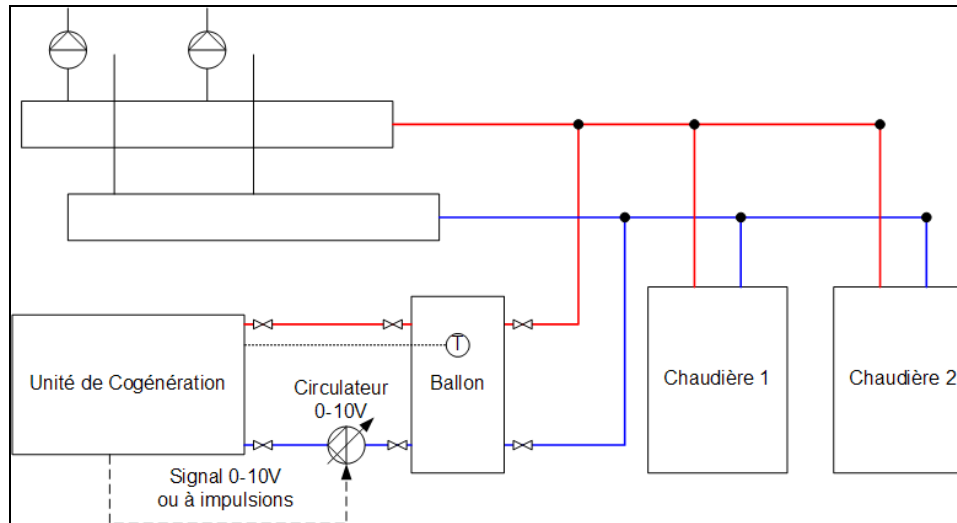 T
Unité de Cogénération
Circulateur
0-10V
Ballon
Chaudière 1
Chaudière 2
Signal 0-10V
ou à impulsions